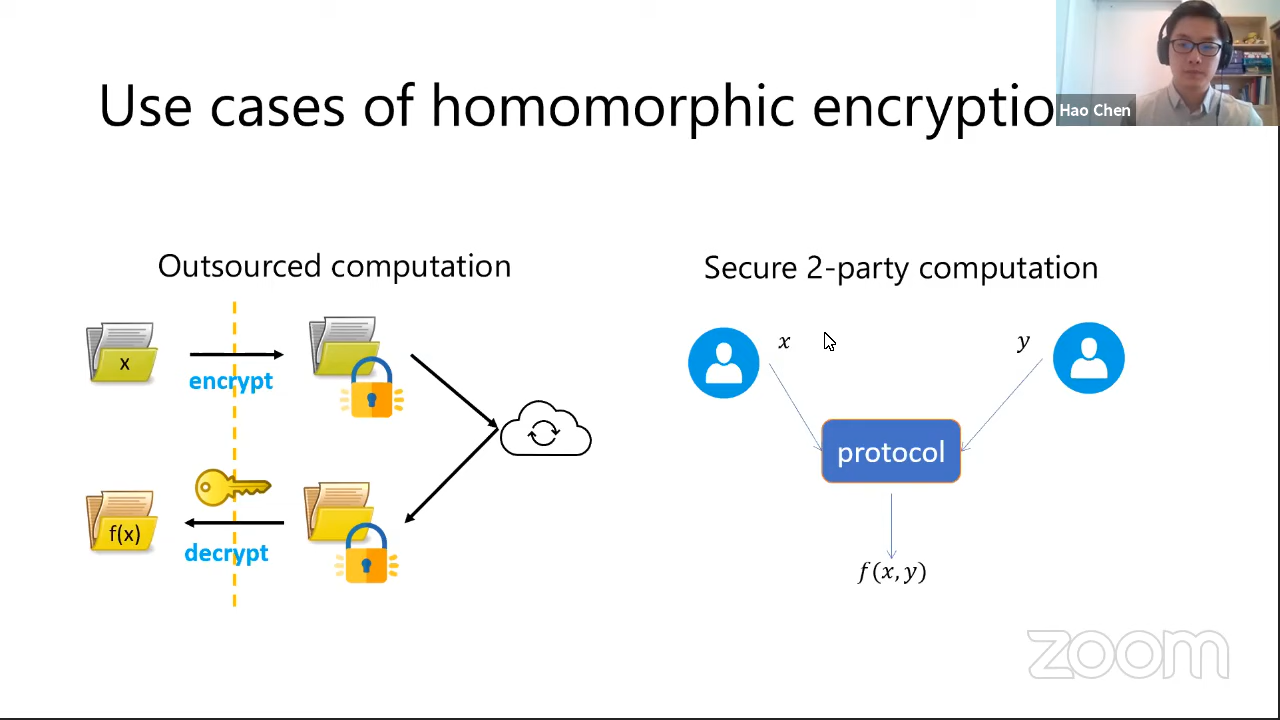 Use cases of homomorphic encryptio
Hao Chen
Outsourced computation
Secure 2-party computation
x
encrypt
x
y
protocol
f(x)
decrypt
f(x, y)
zoom